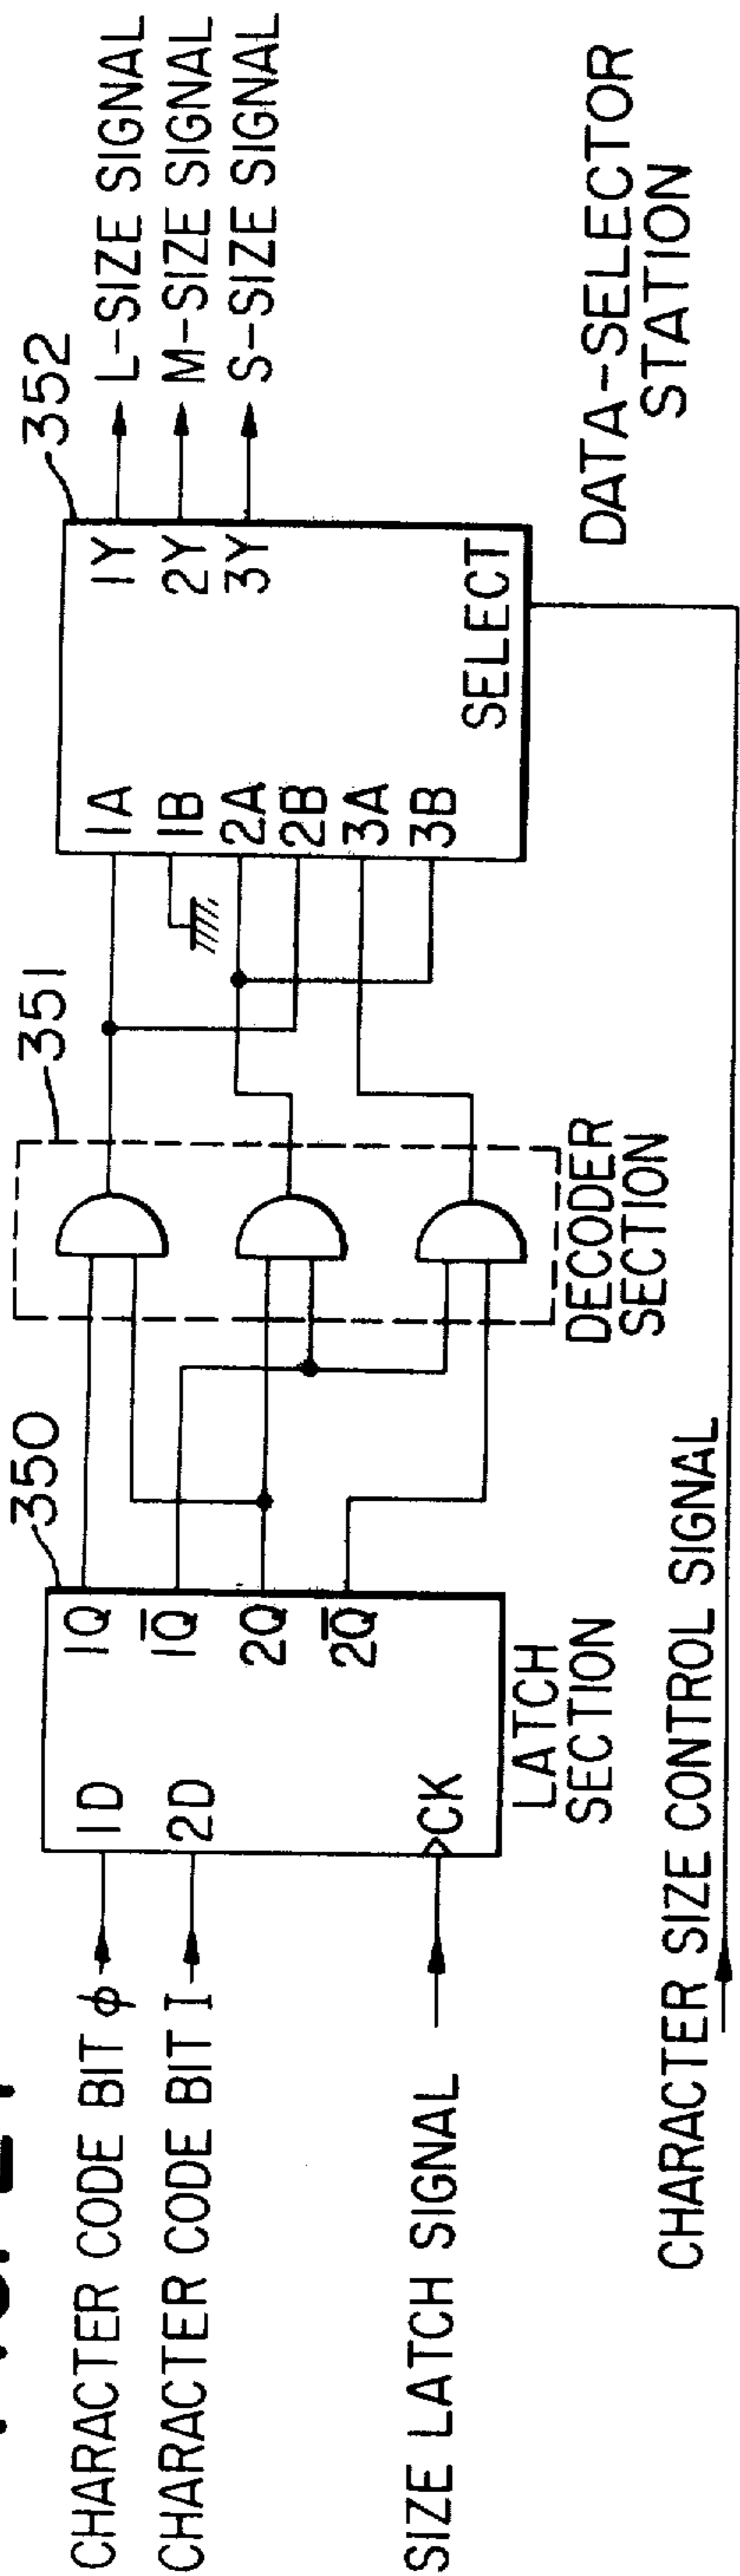 CHARACTER CODE BIT ϕ
CHARACTER CODE BIT I
SIZE LATCH SIGNAL
CHARACTER SIZE CONTROL SIGNAL
350
1D
2D
CK
1Q
1Q̅
2Q
2Q̅
LATCH
SECTION
351
DECODER
SECTION
352
1A
1B
2A
2B
3A
3B
1Y
2Y
3Y
SELECT
L-SIZE SIGNAL
M-SIZE SIGNAL
S-SIZE SIGNAL
DATA-SELECTOR
STATION